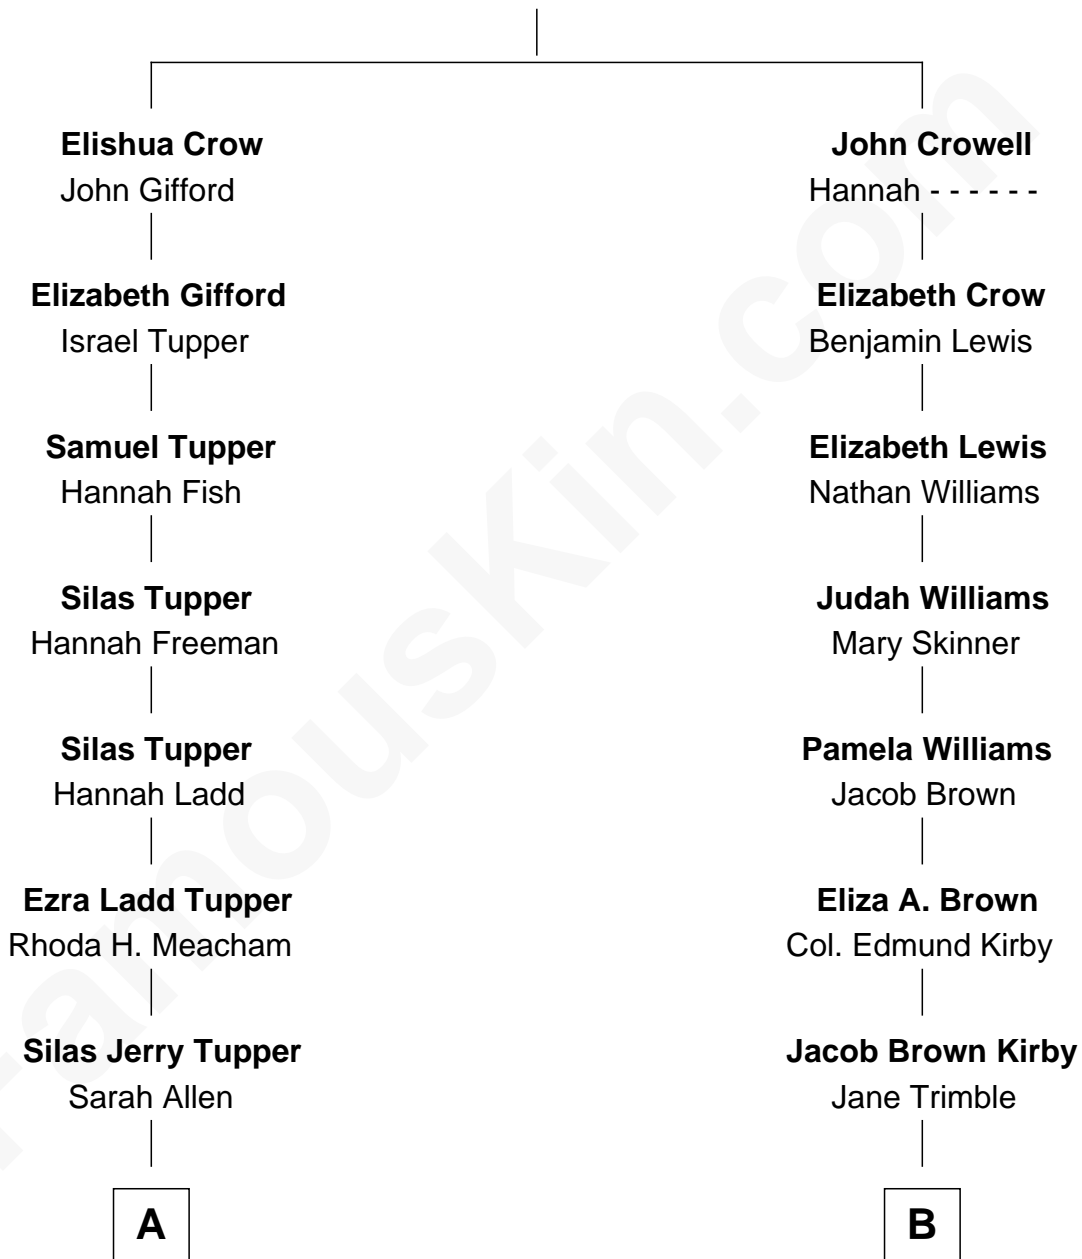 Elishua Crow
John Gifford
Elizabeth Gifford
Israel Tupper
Samuel Tupper
Hannah Fish
Silas Tupper
Hannah Freeman
Silas Tupper
Hannah Ladd
Ezra Ladd Tupper
Rhoda H. Meacham
Silas Jerry Tupper
Sarah Allen
A
John Crowell
Hannah - - - - - -
Elizabeth Crow
Benjamin Lewis
Elizabeth Lewis
Nathan Williams
Judah Williams
Mary Skinner
Pamela Williams
Jacob Brown
Eliza A. Brown
Col. Edmund Kirby
Jacob Brown Kirby
Jane Trimble
B
FamousKin.com